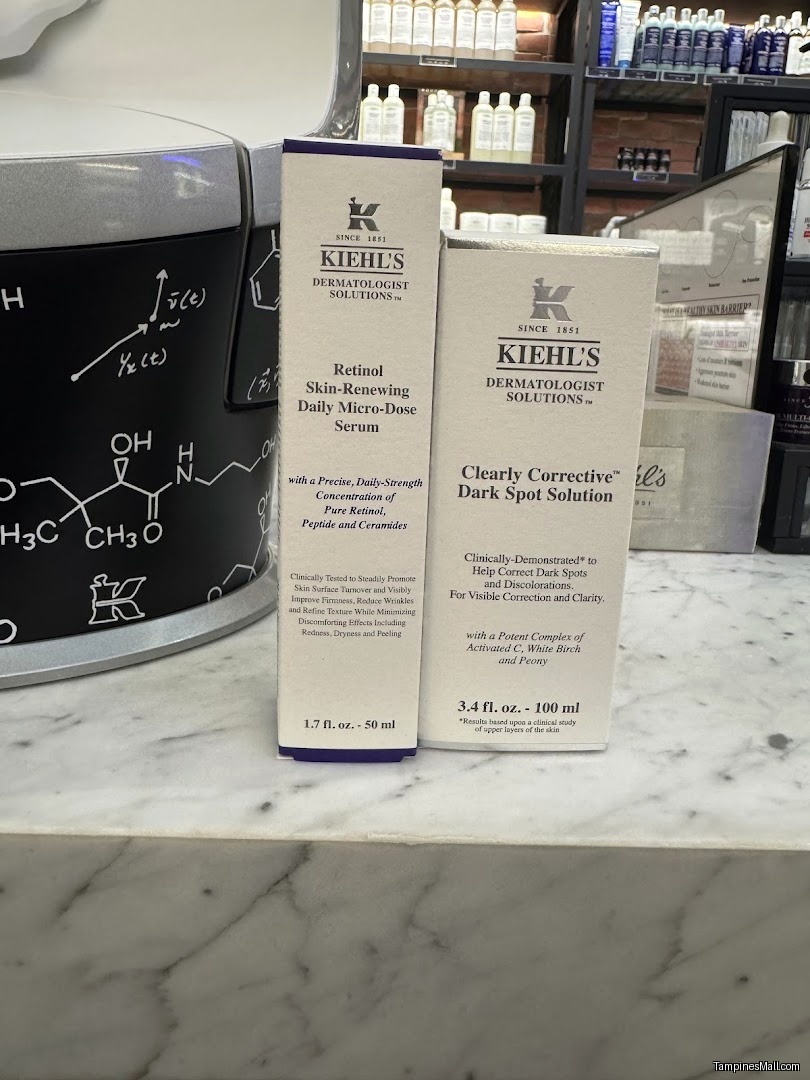 SINCE 1851
KIEHL'S
DERMATOLOGIST
SOLUTIONS™
Retinol
Skin-Renewing
Daily Micro-Dose
Serum
with a Precise, Daily-Strength
Concentration of
Pure Retinol,
Peptide and Ceramides
Clinically Tested to Steadily Promote
Skin Surface Turnover and Visibly
Improve Firmness, Reduce Wrinkles
and Refine Texture While Minimizing
Discomforting Effects Including
Redness, Dryness and Peeling
1.7 fl. oz. - 50 ml
SINCE 1851
KIEHL'S
DERMATOLOGIST
SOLUTIONS™
Clearly Corrective™
Dark Spot Solution
Clinically-Demonstrated* to
Help Correct Dark Spots
and Discolorations.
For Visible Correction and Clarity.
with a Potent Complex of
Activated C, White Birch
and Peony
3.4 fl. oz. - 100 ml
*Results based upon a clinical study
of upper layers of the skin
H
v̄(t)
m
OH
H
N
OH
O
H3C
CH3
O
SKIN BARRIER?
TampinesMall.com